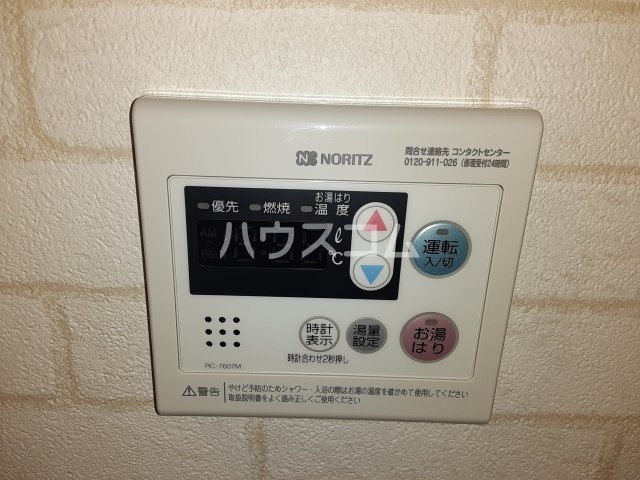 NORITZ
問合せ連絡先 コンタクトセンター
0120-911-026 (修理受付24時間)
優先 燃焼 お湯はり温度
AM
PM
ℓ
℃
ハウスコム
運転
入/切
時計
表示
湯量
設定
お湯
はり
時計合わせ2秒押し
RC-7607M
警告
やけど予防のためシャワー・入浴の際はお湯の温度を確かめて使用してください
取扱説明書をよく読み正しくご使用ください